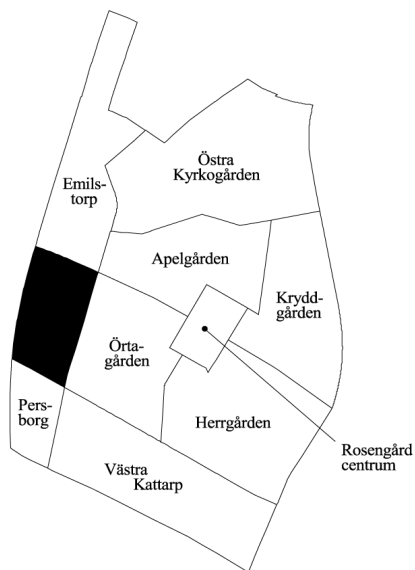 Östra
Kyrkogården
Emils-
torp
Apelgården
Krydd-
gården
Örta-
gården
Pers-
borg
Herrgården
Rosengård
centrum
Västra
Kattarp